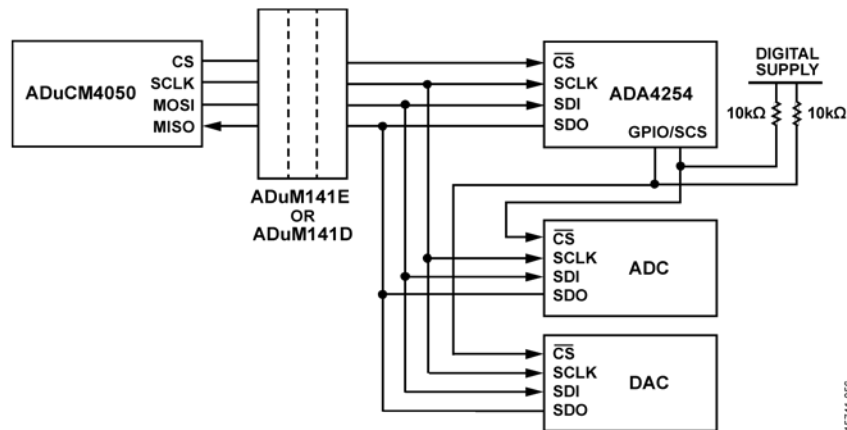 ADuCM4050
CS
SCLK
MOSI
MISO
ADuM141E
OR
ADuM141D
CS
SCLK
SDI
SDO
ADA4254
GPIO/SCS
DIGITAL
SUPPLY
10kΩ
10kΩ
CS
SCLK
SDI
SDO
ADC
CS
SCLK
SDI
SDO
DAC